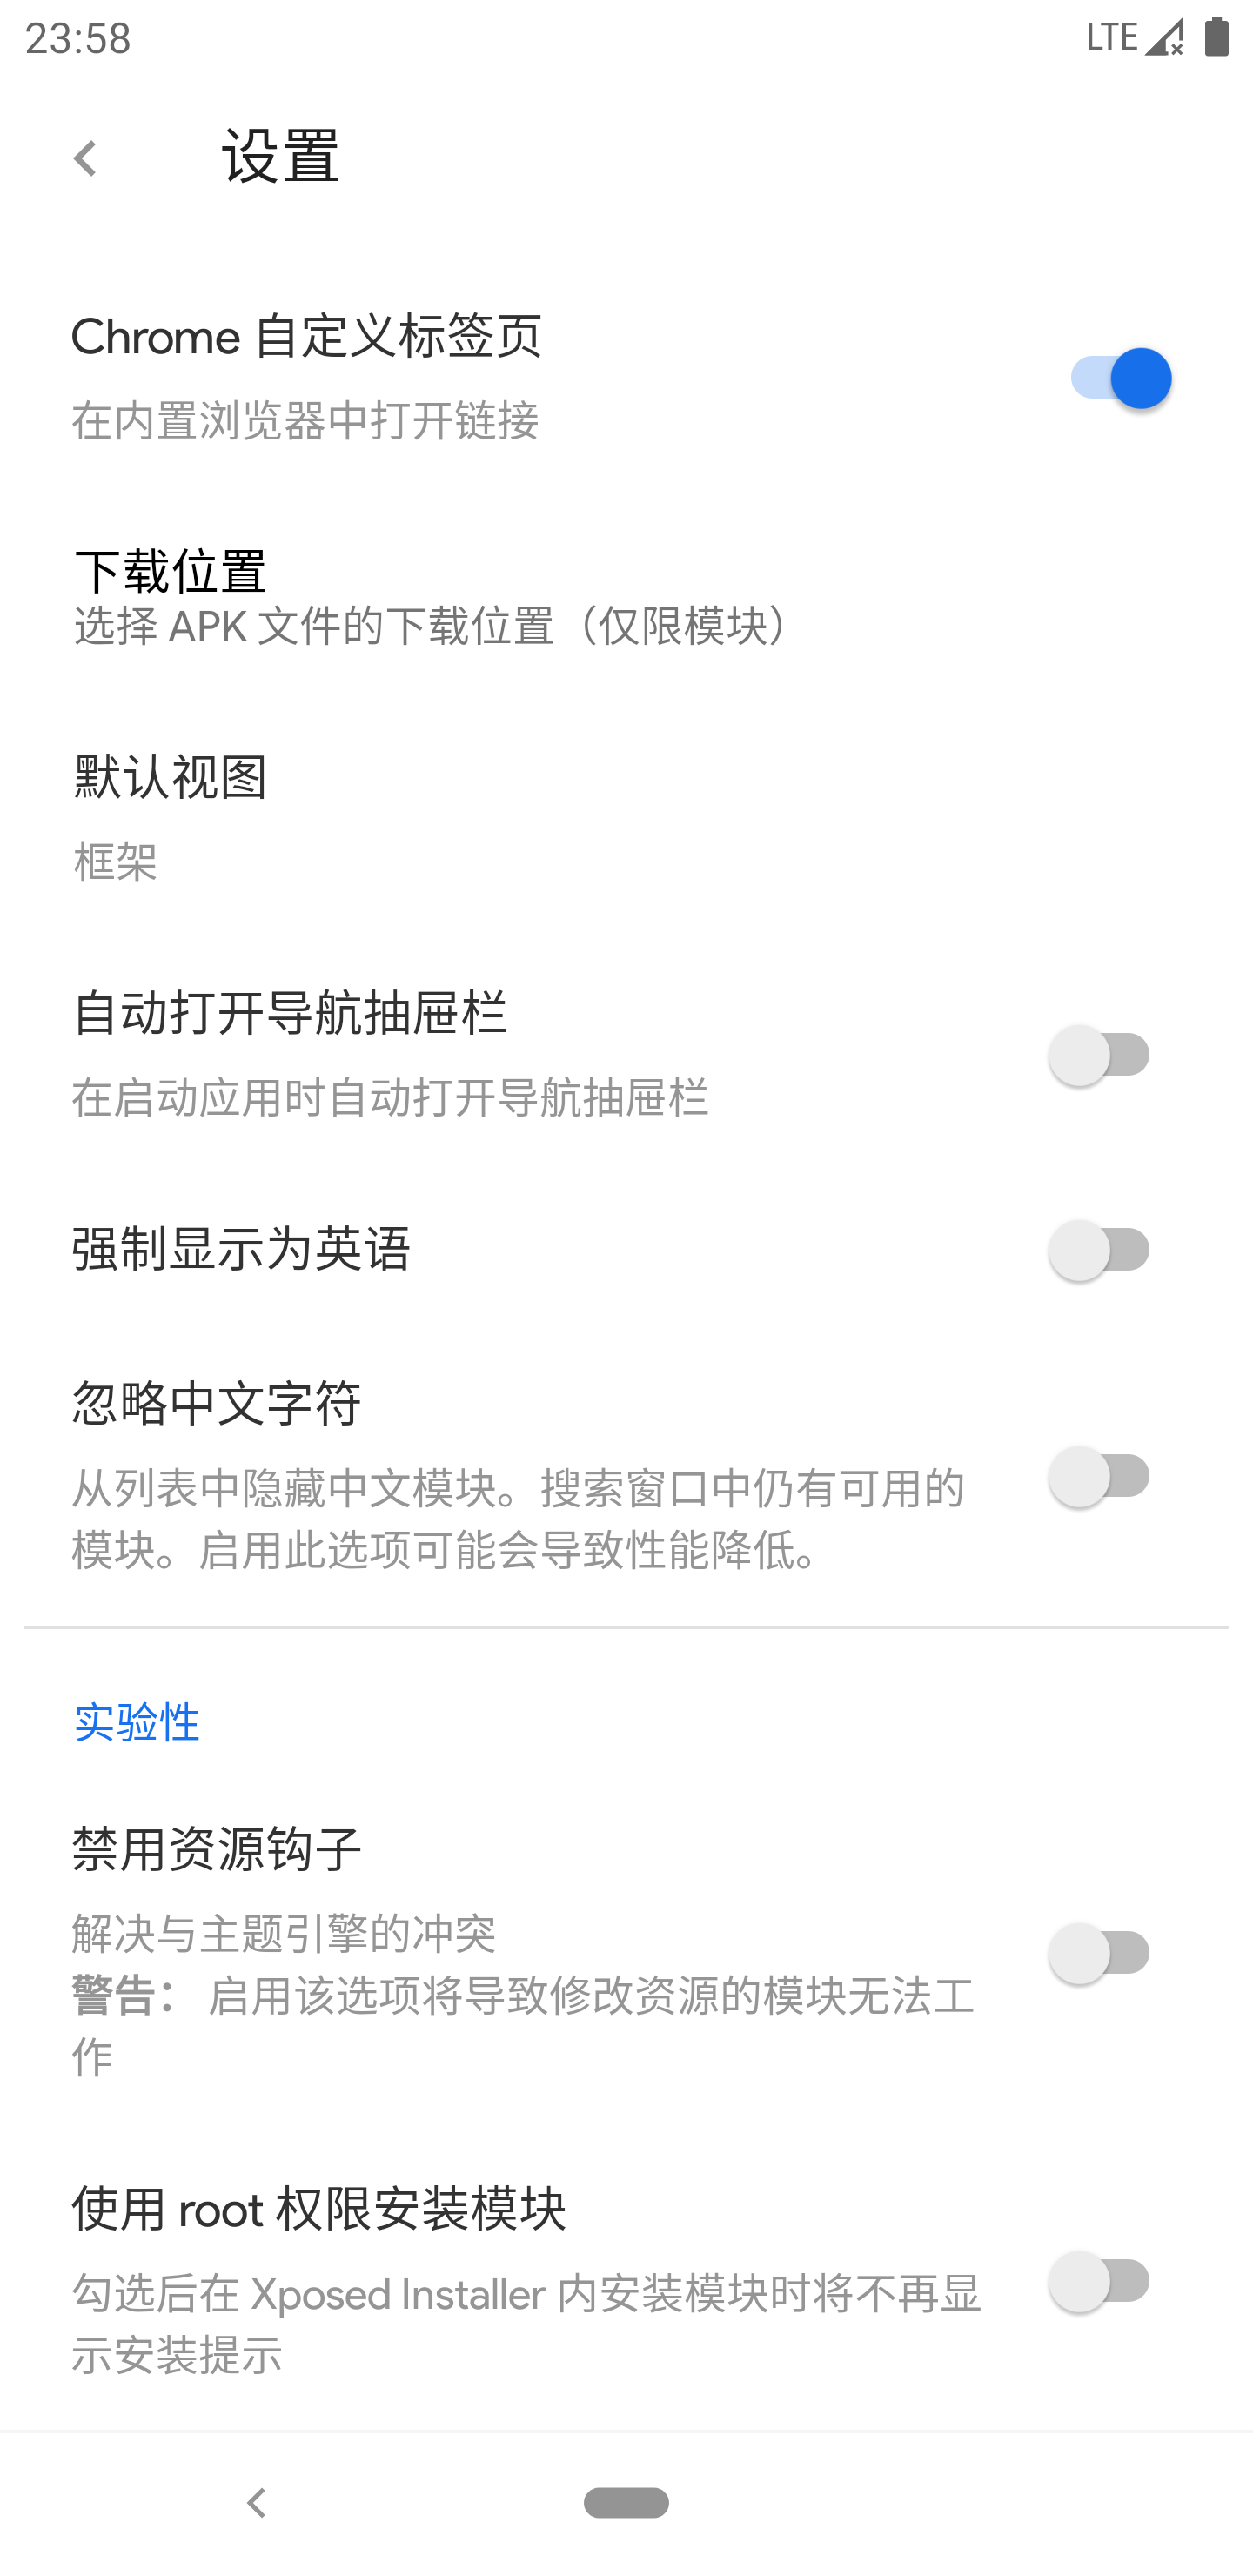 23:58
LTE
设置
Chrome 自定义标签页
在内置浏览器中打开链接
下载位置
选择 APK 文件的下载位置（仅限模块）
默认视图
框架
自动打开导航抽屉栏
在启动应用时自动打开导航抽屉栏
强制显示为英语
忽略中文字符
从列表中隐藏中文模块。搜索窗口中仍有可用的
模块。启用此选项可能会导致性能降低。
实验性
禁用资源钩子
解决与主题引擎的冲突
警告： 启用该选项将导致修改资源的模块无法工
作
使用 root 权限安装模块
勾选后在 Xposed Installer 内安装模块时将不再显
示安装提示